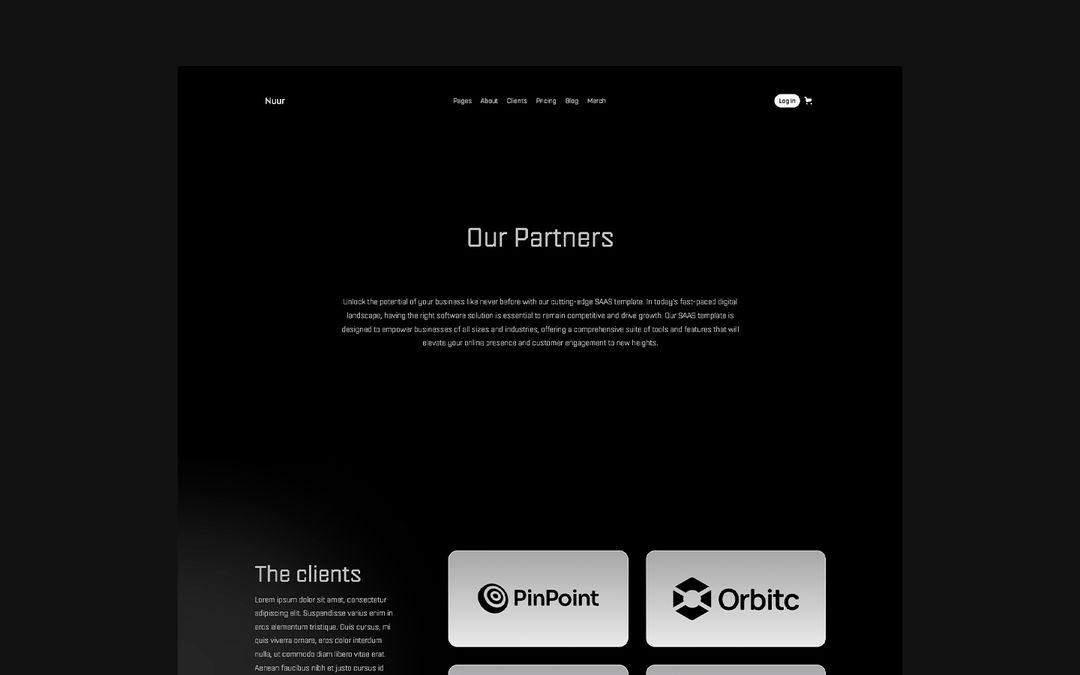 Nuur
Pages About Clients Pricing Blog Merch
Log in
Our Partners
Unlock the potential of your business like never before with our cutting-edge SAAS template. In today's fast-paced digital
landscape, having the right software solution is essential to remain competitive and drive growth. Our SAAS template is
designed to empower businesses of all sizes and industries, offering a comprehensive suite of tools and features that will
elevate your online presence and customer engagement to new heights.
The clients
Lorem ipsum dolor sit amet, consectetur
adipiscing elit. Suspendisse varius enim in
eros elementum tristique. Duis cursus, mi
quis viverra ornare, eros dolor interdum
nulla, ut commodo diam libero vitae erat.
Aenean faucibus nibh et justo cursus id
PinPoint
Orbitc